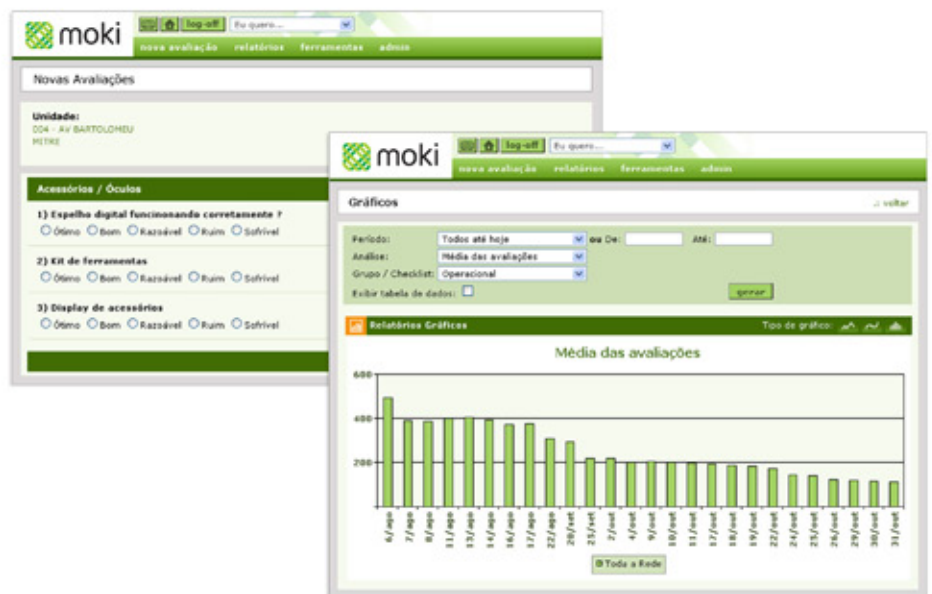 moki
log-off Eu quero...
nova avaliação relatórios ferramentas admin
Novas Avaliações
Unidade:
004 - AV BARTOLOMEU
MITRE
Acessórios / Óculos
1) Espelho digital funcinonando corretamente ?
Ótimo Bom Razoável Ruim Sofrível
2) Kit de ferramentas
Ótimo Bom Razoável Ruim Sofrível
3) Display de acessórios
Ótimo Bom Razoável Ruim Sofrível
moki
log-off Eu quero...
nova avaliação relatórios ferramentas admin
Gráficos
voltar
Período: Todos até hoje ou De: Até:
Análise: Média das avaliações
Grupo / Checklist: Operacional
Exibir tabela de dados: gerar
Relatórios Gráficos Tipo de gráfico:
Média das avaliações
600
400
200
6/ago 7/ago 8/ago 11/ago 13/ago 14/ago 16/ago 17/ago 22/ago 20/set 25/set 2/out 4/out 9/out 10/out 11/out 17/out 18/out 19/out 22/out 24/out 25/out 26/out 29/out 30/out 31/out
Toda a Rede